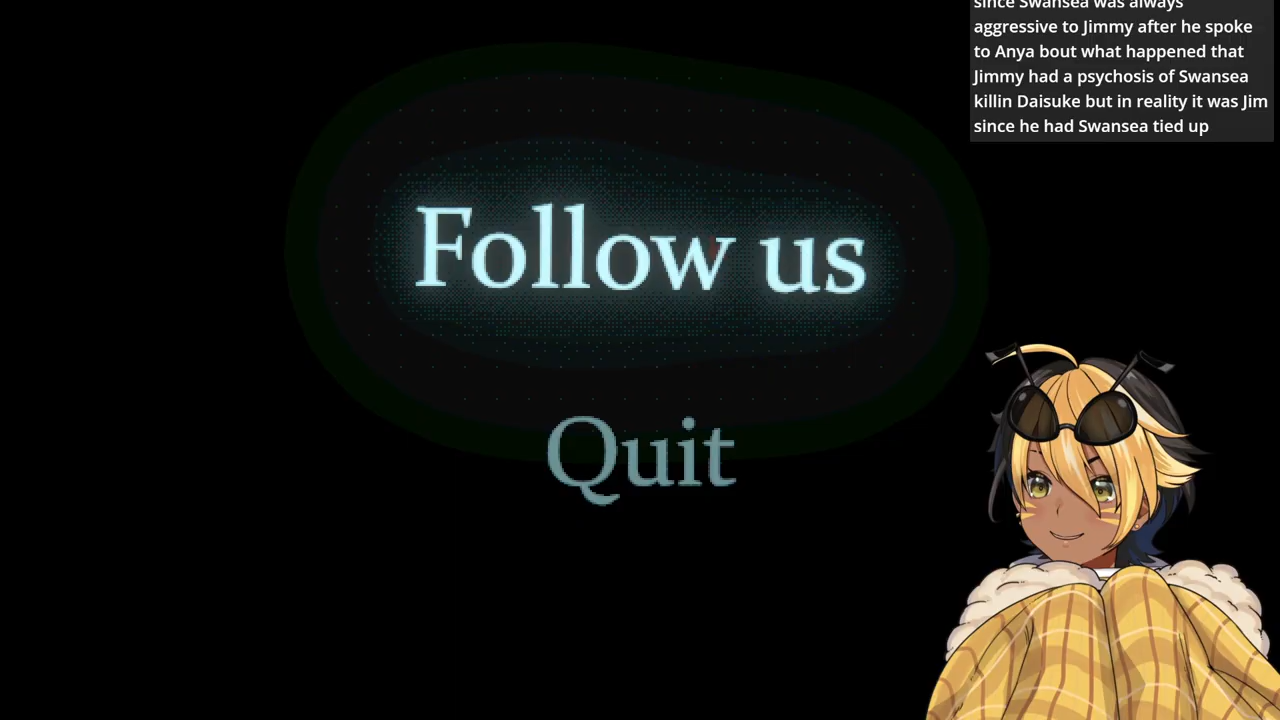 since Swansea was always
aggressive to Jimmy after he spoke
to Anya bout what happened that
Jimmy had a psychosis of Swansea
killin Daisuke but in reality it was Jim
since he had Swansea tied up
Follow us
Quit